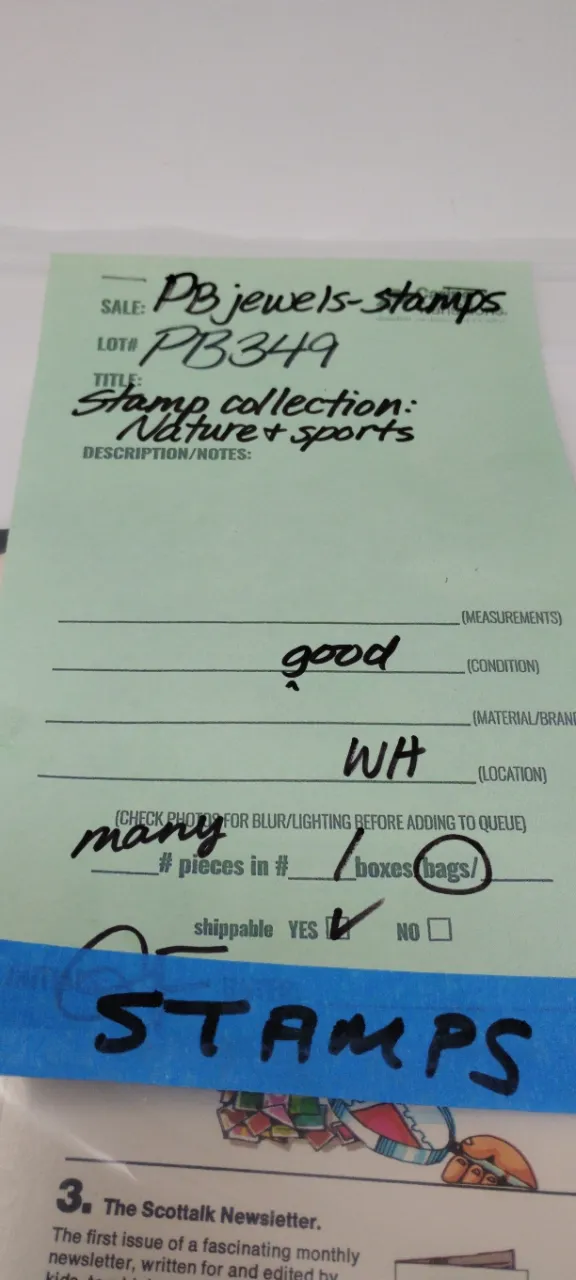 SALE: PB jewels-stamps
LOT# PB349
TITLE:
Stamp collection:
Nature + sports
DESCRIPTION/NOTES:
(MEASUREMENTS)
good (CONDITION)
(MATERIAL/BRAND
WH (LOCATION)
(CHECK PHOTOS FOR BLUR/LIGHTING BEFORE ADDING TO QUEUE)
many # pieces in # 1 boxes/bags/
shippable YES ✓ NO
STAMPS
3. The Scottalk Newsletter.
The first issue of a fascinating monthly
newsletter, written for and edited by